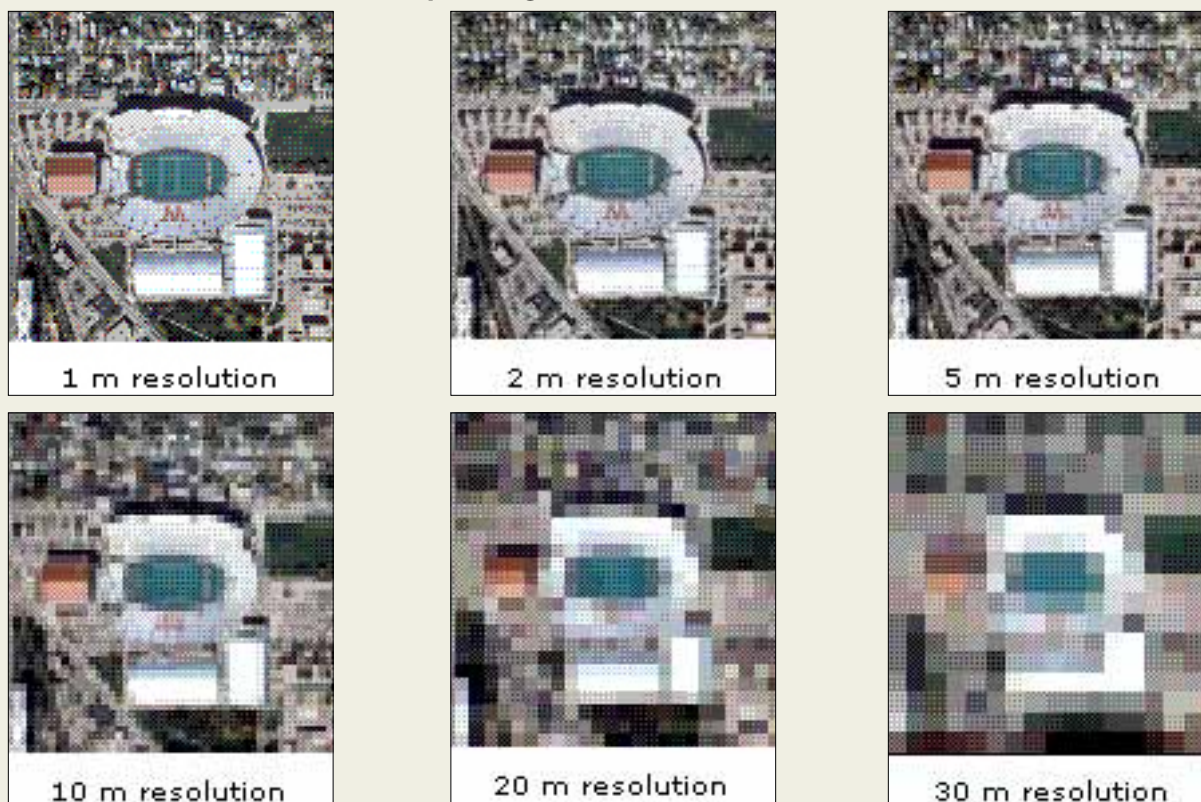 1 m resolution
2 m resolution
5 m resolution
10 m resolution
20 m resolution
30 m resolution